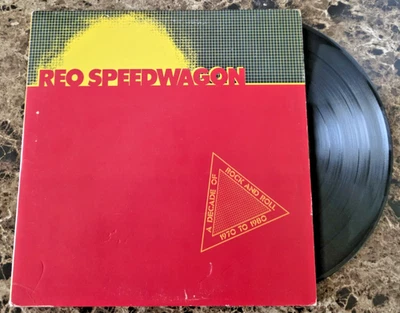 REO SPEEDWAGON
A DECADE OF
ROCK AND ROLL
1970 TO 1980